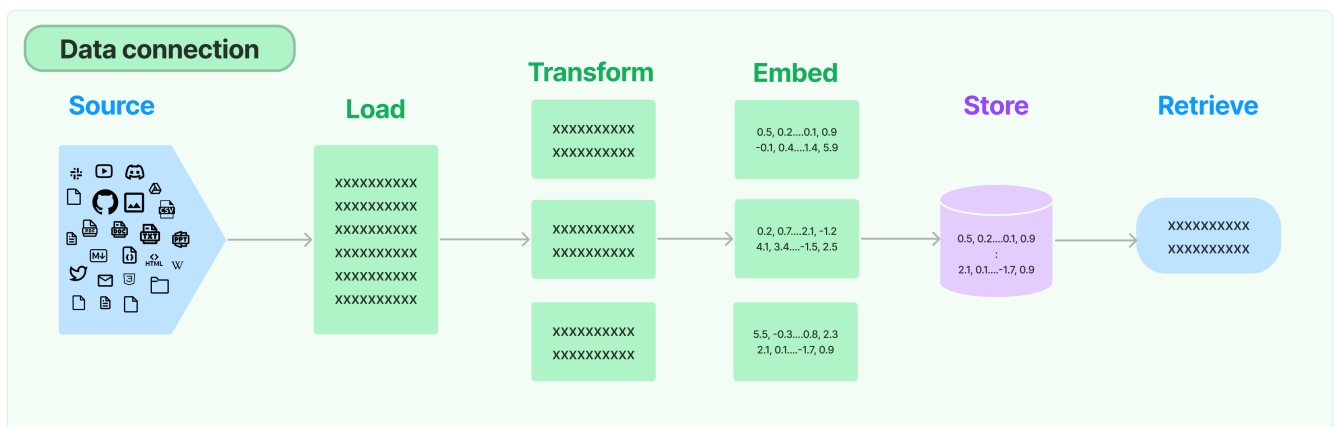 Data connection
Source
Load
Transform
Embed
Store
Retrieve
CSV
DOC
TXT
PPT
M
HTML
W
XXXXXXXXXX
XXXXXXXXXX
XXXXXXXXXX
XXXXXXXXXX
XXXXXXXXXX
XXXXXXXXXX
XXXXXXXXXX
XXXXXXXXXX
XXXXXXXXXX
XXXXXXXXXX
XXXXXXXXXX
XXXXXXXXXX
0.5, 0.2....0.1, 0.9
-0.1, 0.4....1.4, 5.9
0.2, 0.7....2.1, -1.2
4.1, 3.4....-1.5, 2.5
5.5, -0.3....0.8, 2.3
2.1, 0.1....-1.7, 0.9
0.5, 0.2....0.1, 0.9
:
2.1, 0.1....-1.7, 0.9
XXXXXXXXXX
XXXXXXXXXX